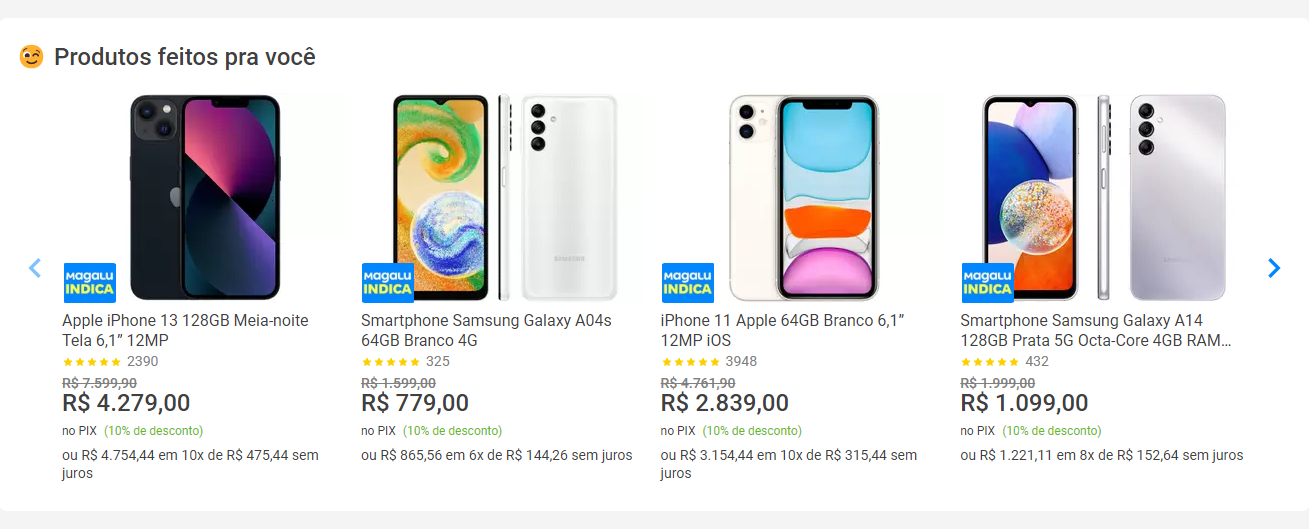 Produtos feitos pra você
Magalu
INDICA
Apple iPhone 13 128GB Meia-noite
Tela 6,1” 12MP
2390
R$ 7.599,90
R$ 4.279,00
no PIX (10% de desconto)
ou R$ 4.754,44 em 10x de R$ 475,44 sem
juros
SAMSUNG
Magalu
INDICA
Smartphone Samsung Galaxy A04s
64GB Branco 4G
325
R$ 1.599,00
R$ 779,00
no PIX (10% de desconto)
ou R$ 865,56 em 6x de R$ 144,26 sem juros
Magalu
INDICA
iPhone 11 Apple 64GB Branco 6,1”
12MP iOS
3948
R$ 4.761,90
R$ 2.839,00
no PIX (10% de desconto)
ou R$ 3.154,44 em 10x de R$ 315,44 sem
juros
SAMSUNG
Magalu
INDICA
Smartphone Samsung Galaxy A14
128GB Prata 5G Octa-Core 4GB RAM...
432
R$ 1.999,00
R$ 1.099,00
no PIX (10% de desconto)
ou R$ 1.221,11 em 8x de R$ 152,64 sem juros